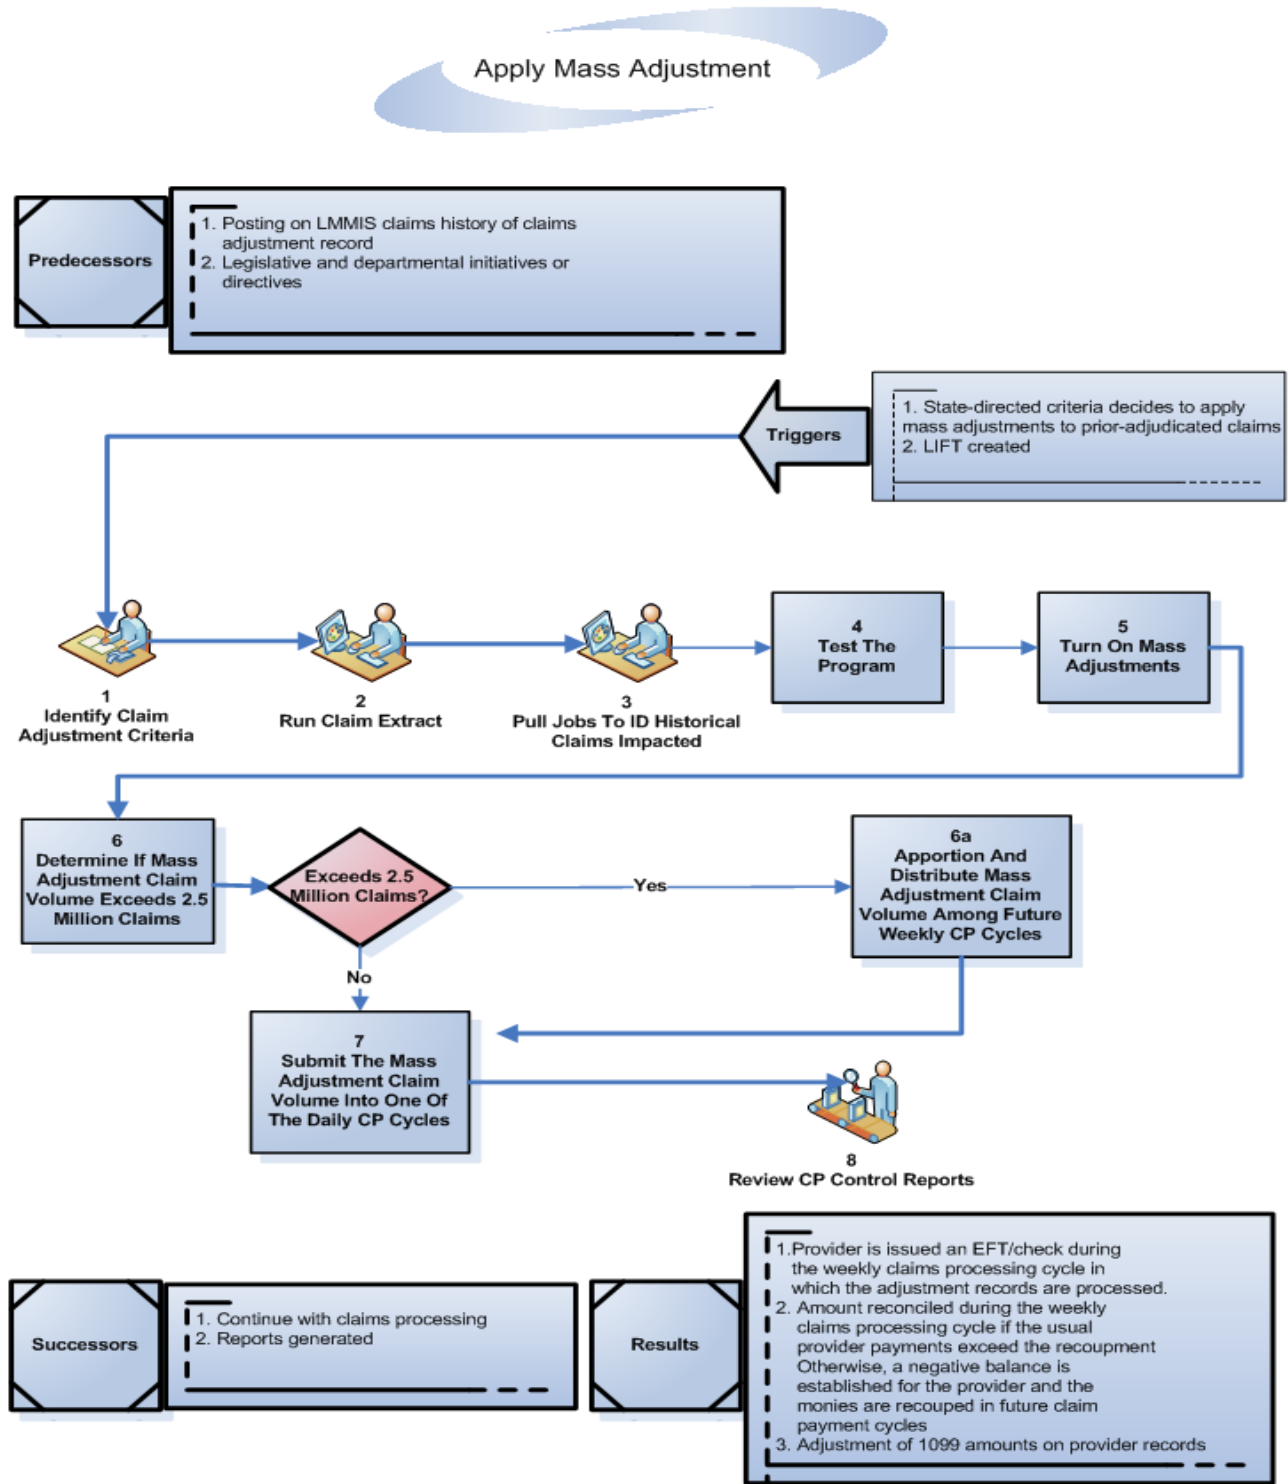 Apply Mass Adjustment
Predecessors
1. Posting on LMMIS claims history of claims
adjustment record
2. Legislative and departmental initiatives or
directives
Triggers
1. State-directed criteria decides to apply
mass adjustments to prior-adjudicated claims
2. LIFT created
1
Identify Claim
Adjustment Criteria
2
Run Claim Extract
3
Pull Jobs To ID Historical
Claims Impacted
4
Test The
Program
5
Turn On Mass
Adjustments
6
Determine If Mass
Adjustment Claim
Volume Exceeds 2.5
Million Claims
Exceeds 2.5
Million Claims?
Yes
6a
Apportion And
Distribute Mass
Adjustment Claim
Volume Among Future
Weekly CP Cycles
No
7
Submit The Mass
Adjustment Claim
Volume Into One Of
The Daily CP Cycles
8
Review CP Control Reports
Successors
1. Continue with claims processing
2. Reports generated
Results
1.Provider is issued an EFT/check during
the weekly claims processing cycle in
which the adjustment records are processed.
2. Amount reconciled during the weekly
claims processing cycle if the usual
provider payments exceed the recoupment
Otherwise, a negative balance is
established for the provider and the
monies are recouped in future claim
payment cycles
3. Adjustment of 1099 amounts on provider records